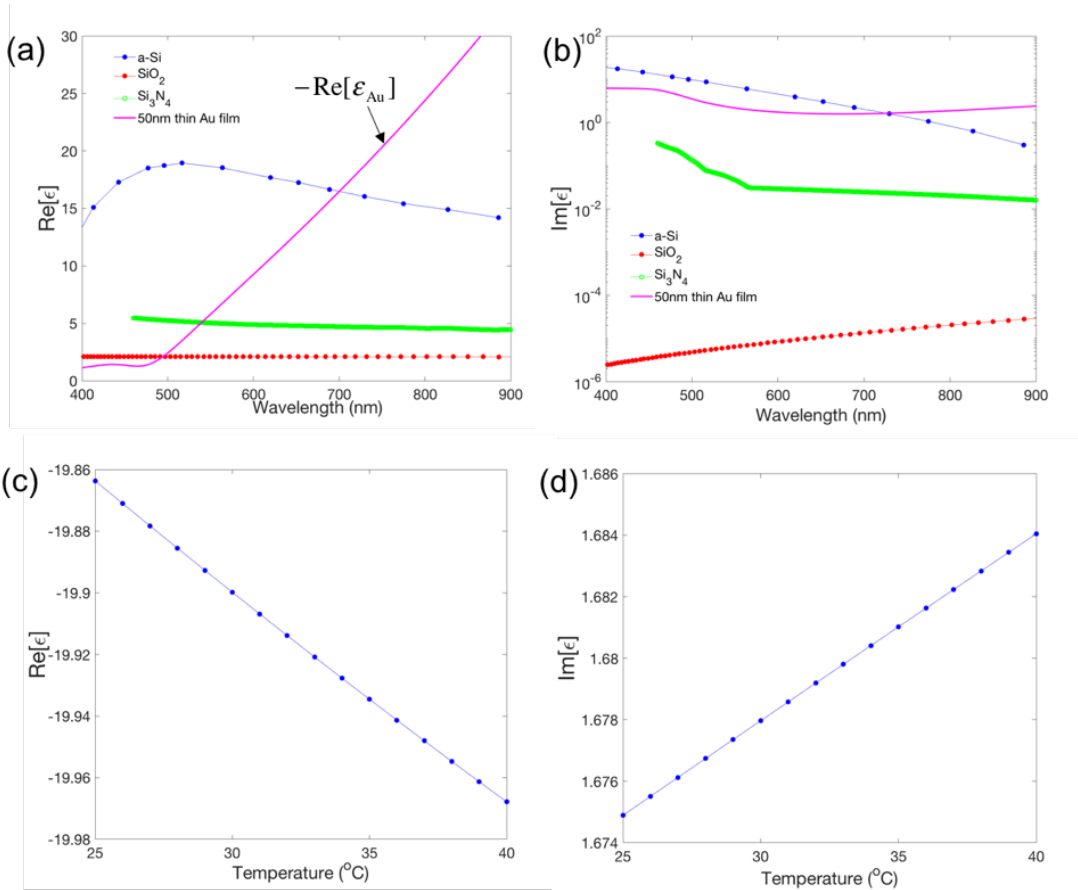 (a)
30
25
20
15
10
5
0
Re[ϵ]
a-Si
SiO2
Si3N4
50nm thin Au film
−Re[εAu]
400 500 600 700 800 900
Wavelength (nm)
(b)
10^2
10^0
10^-2
10^-4
10^-6
Im[ϵ]
a-Si
SiO2
Si3N4
50nm thin Au film
400 500 600 700 800 900
Wavelength (nm)
(c)
-19.86
-19.88
-19.9
-19.92
-19.94
-19.96
-19.98
Re[ϵ]
25 30 35 40
Temperature (°C)
(d)
1.686
1.684
1.682
1.68
1.678
1.676
1.674
Im[ϵ]
25 30 35 40
Temperature (°C)